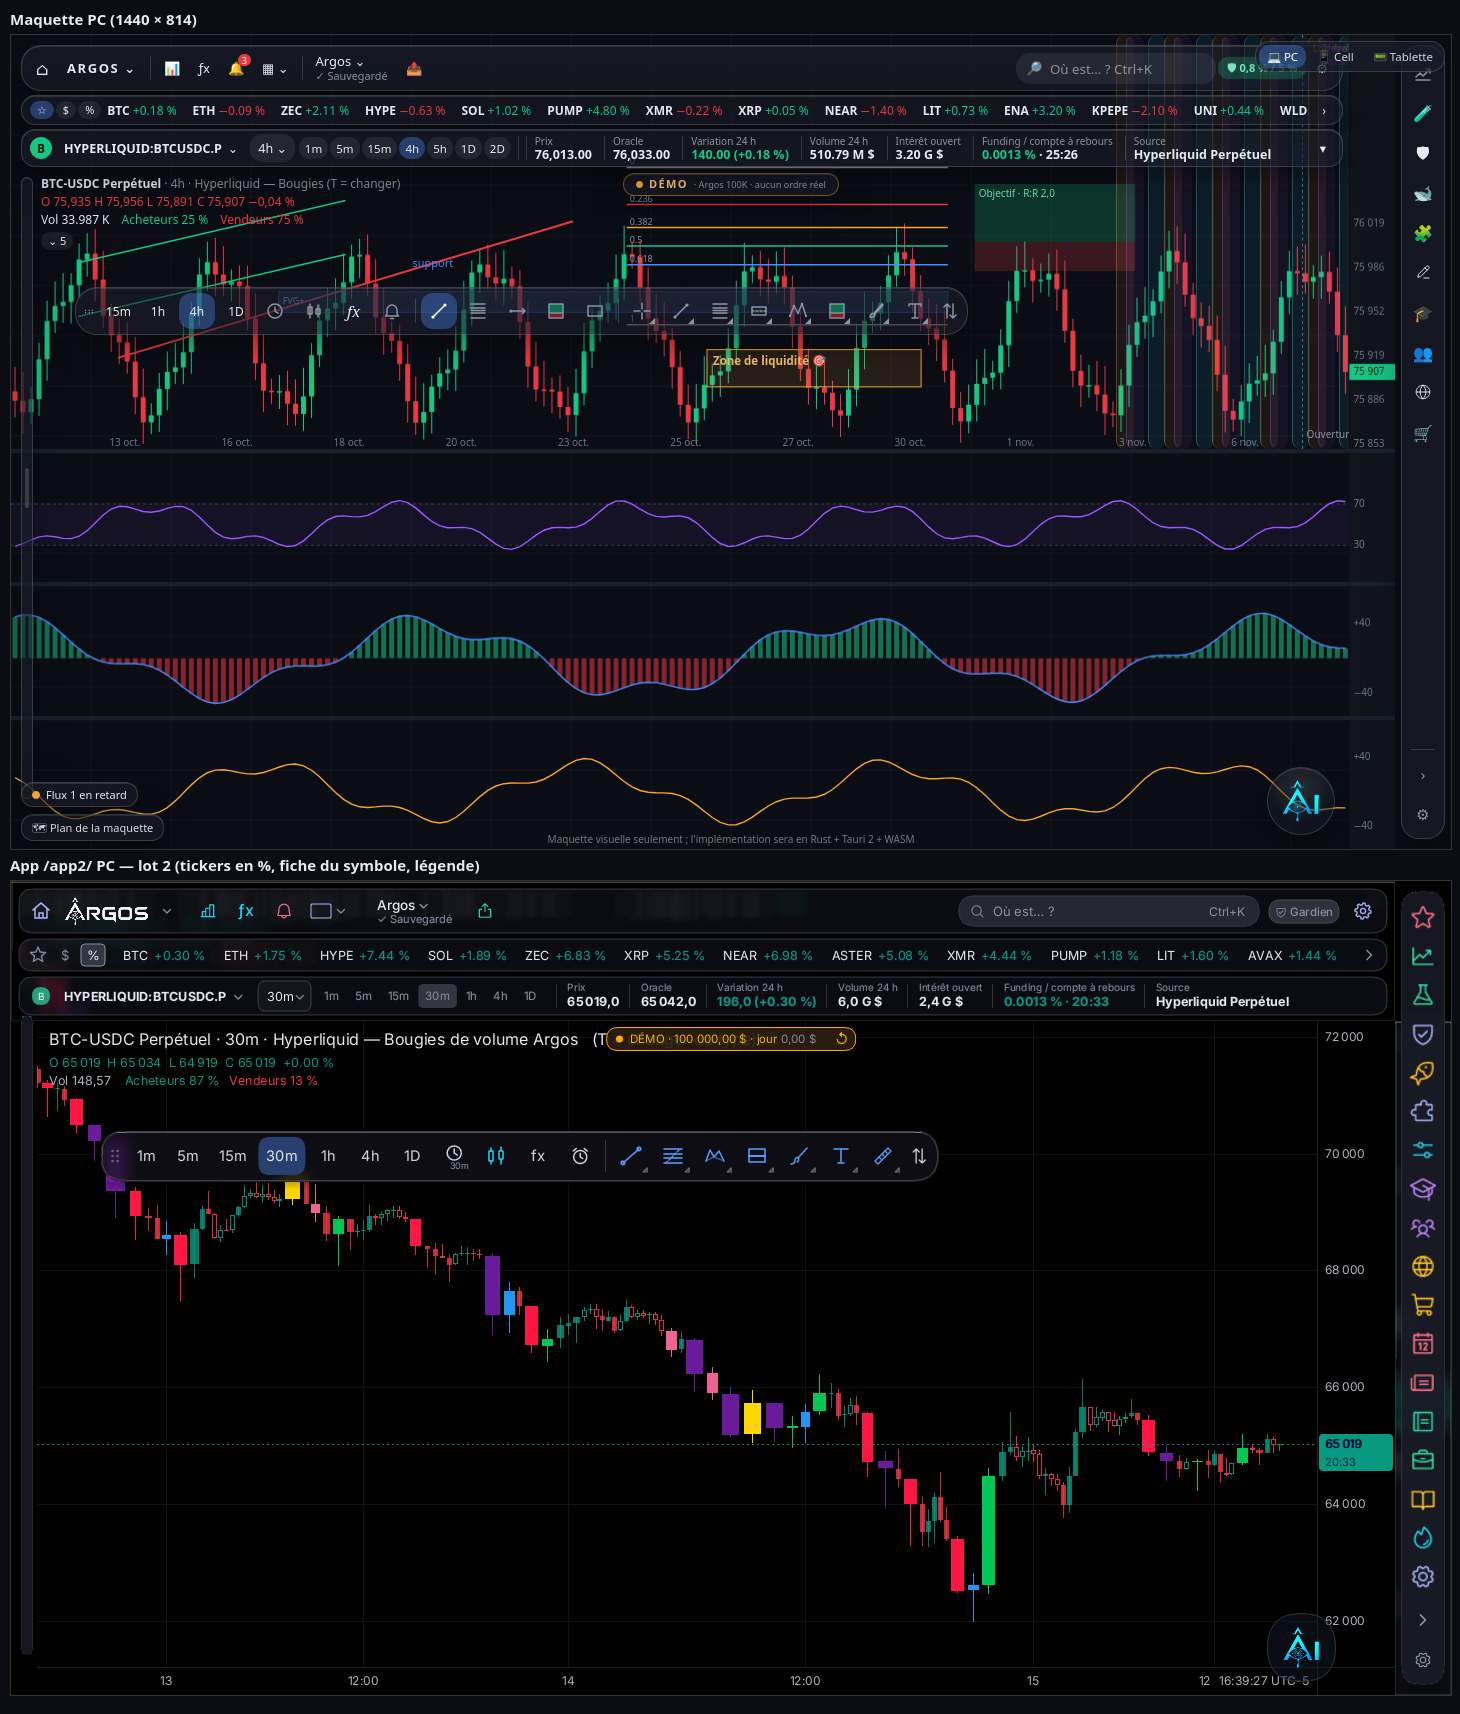 Maquette PC (1440 × 814)
ARGOS
3
Argos
✓ Sauvegardé
Où est... ? Ctrl+K
0,8
PC
Cell
Tablette
$ % BTC +0.18 % ETH −0.09 % ZEC +2.11 % HYPE −0.63 % SOL +1.02 % PUMP +4.80 % XMR −0.22 % XRP +0.05 % NEAR −1.40 % LIT +0.73 % ENA +3.20 % KPEPE −2.10 % UNI +0.44 % WLD ›
B HYPERLIQUID:BTCUSDC.P 4h 1m 5m 15m 4h 5h 1D 2D
Prix
76,013.00
Oracle
76,033.00
Variation 24 h
140.00 (+0.18 %)
Volume 24 h
510.79 M $
Intérêt ouvert
3.20 G $
Funding / compte à rebours
0.0013 % · 25:26
Source
Hyperliquid Perpétuel
BTC-USDC Perpétuel · 4h · Hyperliquid — Bougies (T = changer)
O 75,935 H 75,956 L 75,891 C 75,907 −0,04 %
Vol 33.987 K Acheteurs 25 % Vendeurs 75 %
5
DÉMO · Argos 100K · aucun ordre réel
0.236
0.382
0.5
0.618
support
Objectif · R:R 2,0
FVG
15m 1h 4h 1D fx T
Zone de liquidité 🎯
76 019
75 986
75 952
75 919
75 907
75 886
75 853
Ouvertur
13 oct. 16 oct. 18 oct. 20 oct. 23 oct. 25 oct. 27 oct. 30 oct. 1 nov. 3 nov. 6 nov.
70
30
+40
−40
+40
−40
Flux 1 en retard
Plan de la maquette
Maquette visuelle seulement ; l'implémentation sera en Rust + Tauri 2 + WASM
AI
App /app2/ PC — lot 2 (tickers en %, fiche du symbole, légende)
ARGOS
fx
Argos
✓ Sauvegardé
Où est... ? Ctrl+K
Gardien
$ % BTC +0.30 % ETH +1.75 % HYPE +7.44 % SOL +1.89 % ZEC +6.83 % XRP +5.25 % NEAR +6.98 % ASTER +5.08 % XMR +4.44 % PUMP +1.18 % LIT +1.60 % AVAX +1.44 %
B HYPERLIQUID:BTCUSDC.P 30m 1m 5m 15m 30m 1h 4h 1D
Prix
65 019,0
Oracle
65 042,0
Variation 24 h
196,0 (+0.30 %)
Volume 24 h
6,0 G $
Intérêt ouvert
2,4 G $
Funding / compte à rebours
0.0013 % · 20:33
Source
Hyperliquid Perpétuel
BTC-USDC Perpétuel · 30m · Hyperliquid — Bougies de volume Argos (T
DÉMO · 100 000,00 $ · jour 0,00 $
O 65 019 H 65 034 L 64 919 C 65 019 +0.00 %
Vol 148,57 Acheteurs 87 % Vendeurs 13 %
1m 5m 15m 30m 1h 4h 1D 30m fx T
72 000
70 000
68 000
66 000
65 019
20:33
64 000
62 000
12
AI
13 12:00 14 12:00 15 12 16:39:27 UTC-5